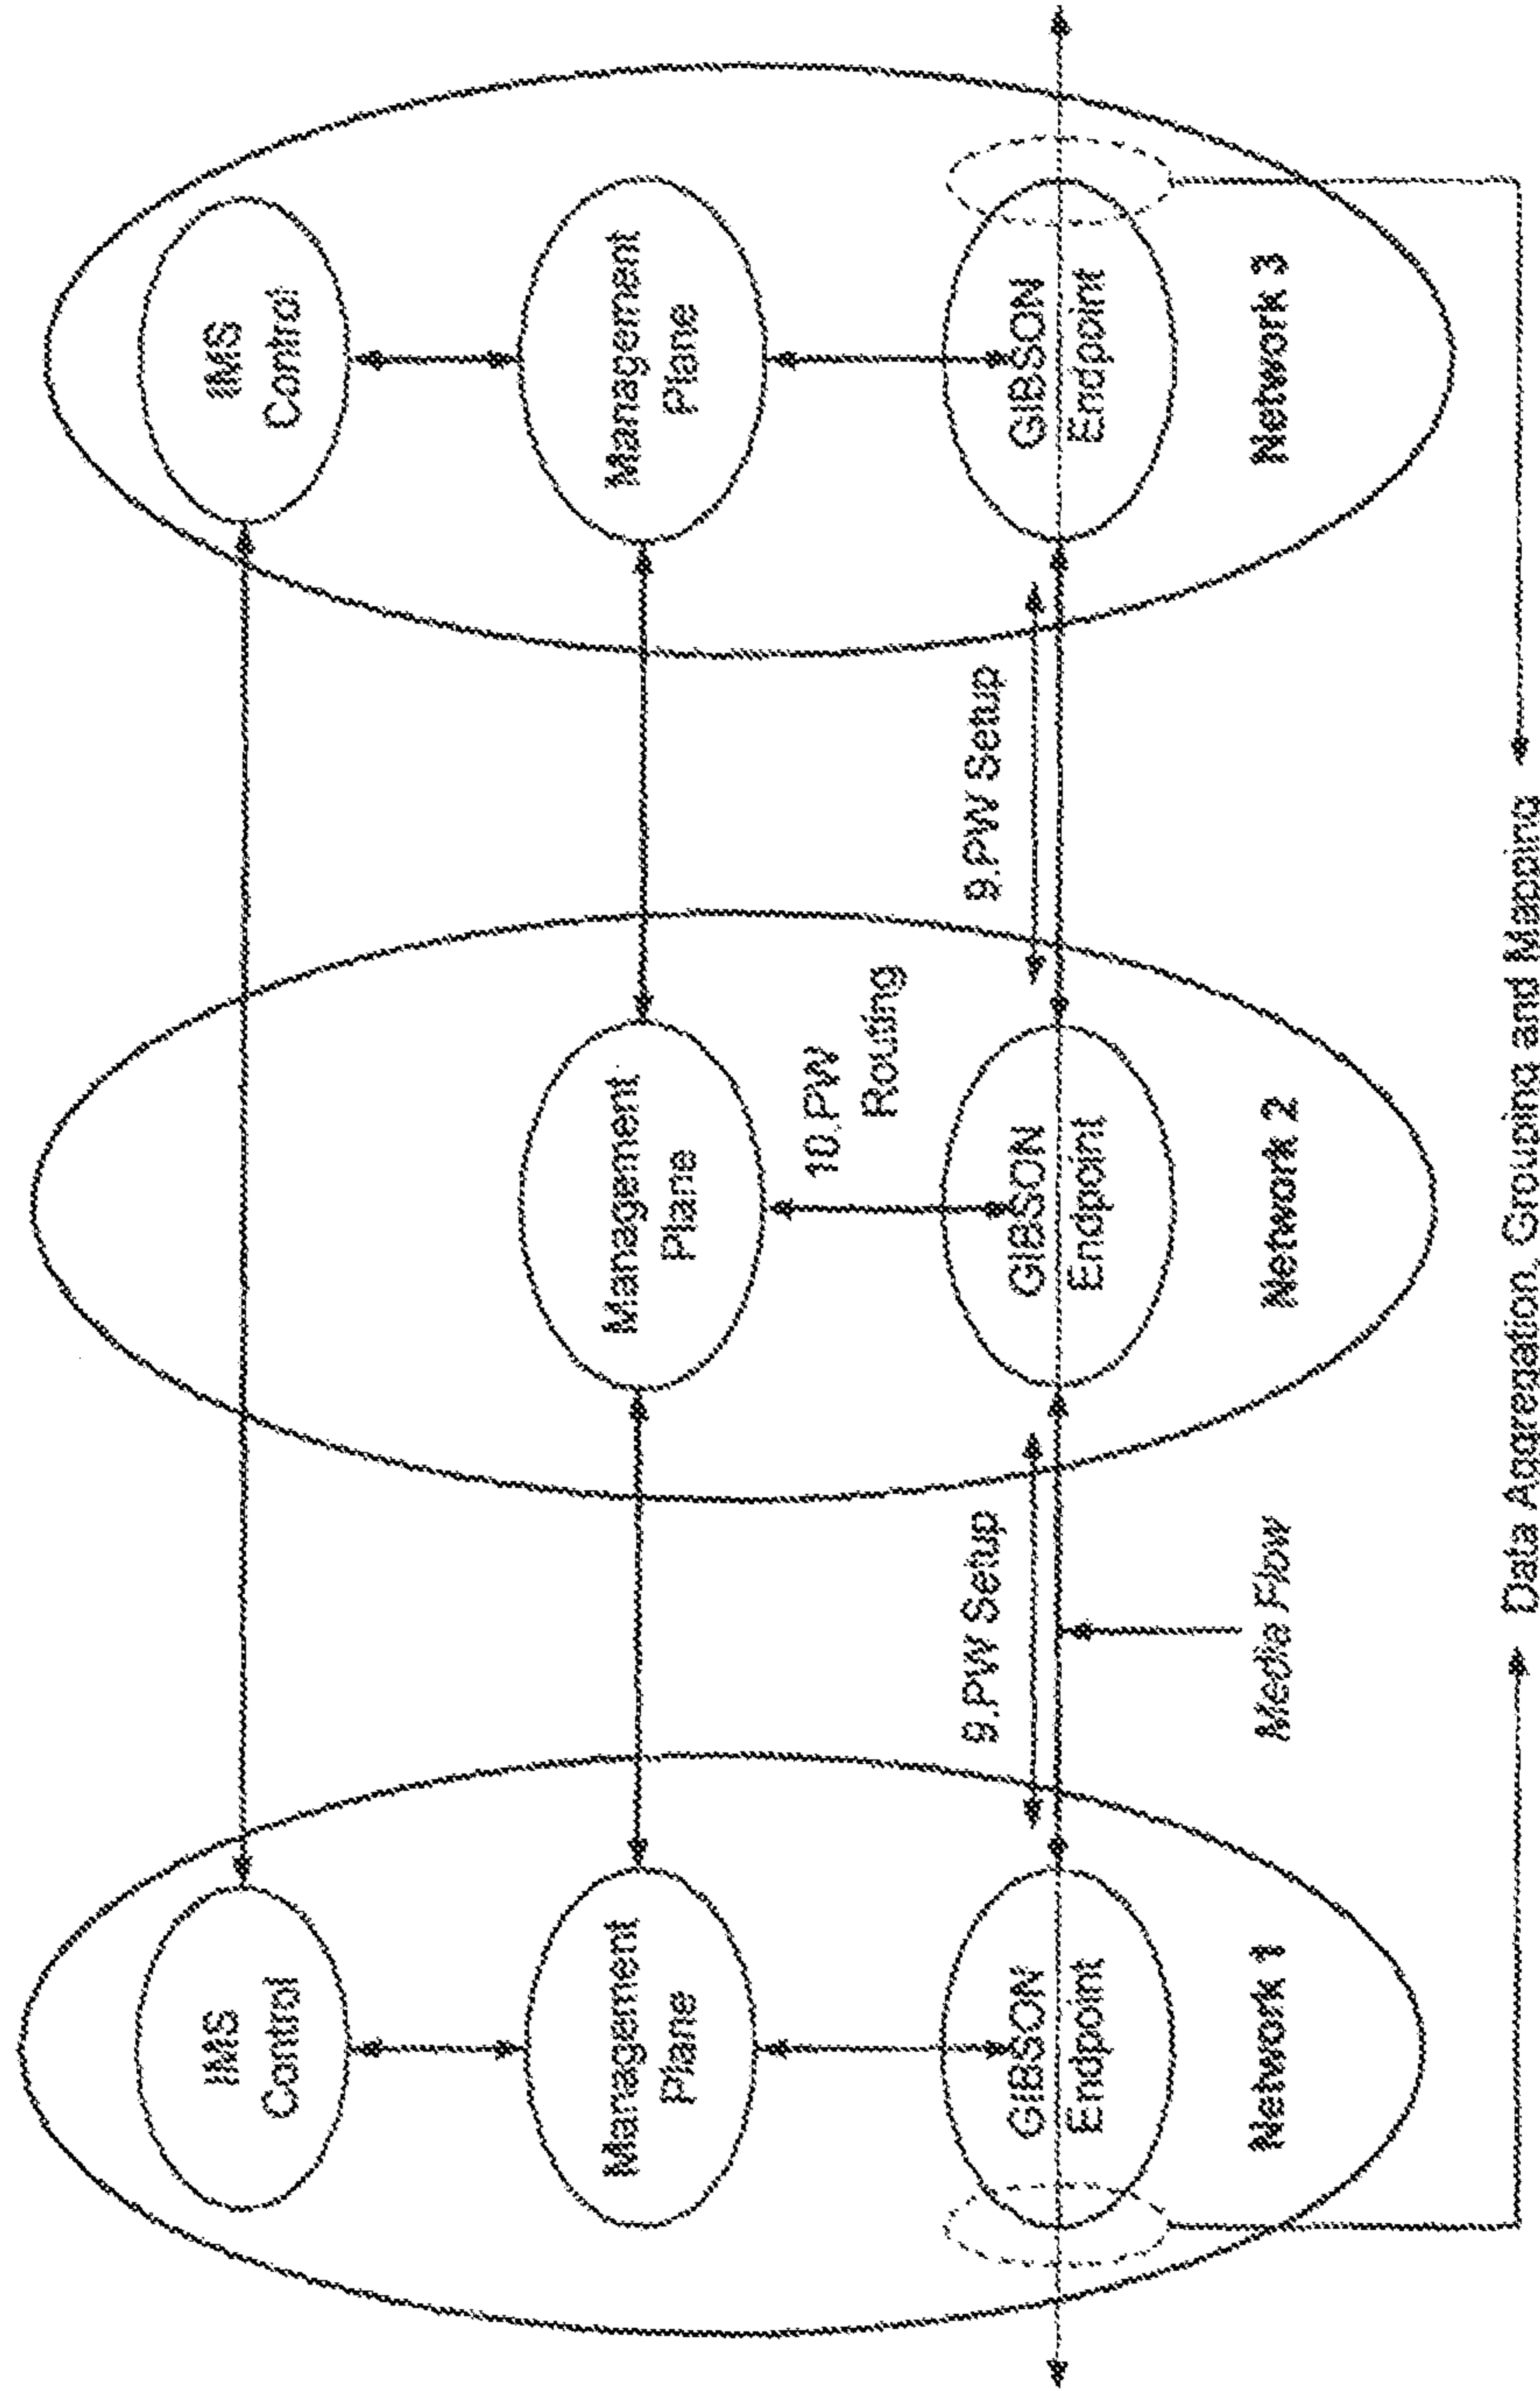 IMS
Control
IMS
Control
Management
Plane
Management
Plane
Management
Plane
10.PW
Routing
9.PW Setup
9.PW Setup
GIBSON
Endpoint
GIBSON
Endpoint
GIBSON
Endpoint
Media Flow
Network 1
Network 2
Network 3
Data Aggregation, Grouping and Mapping